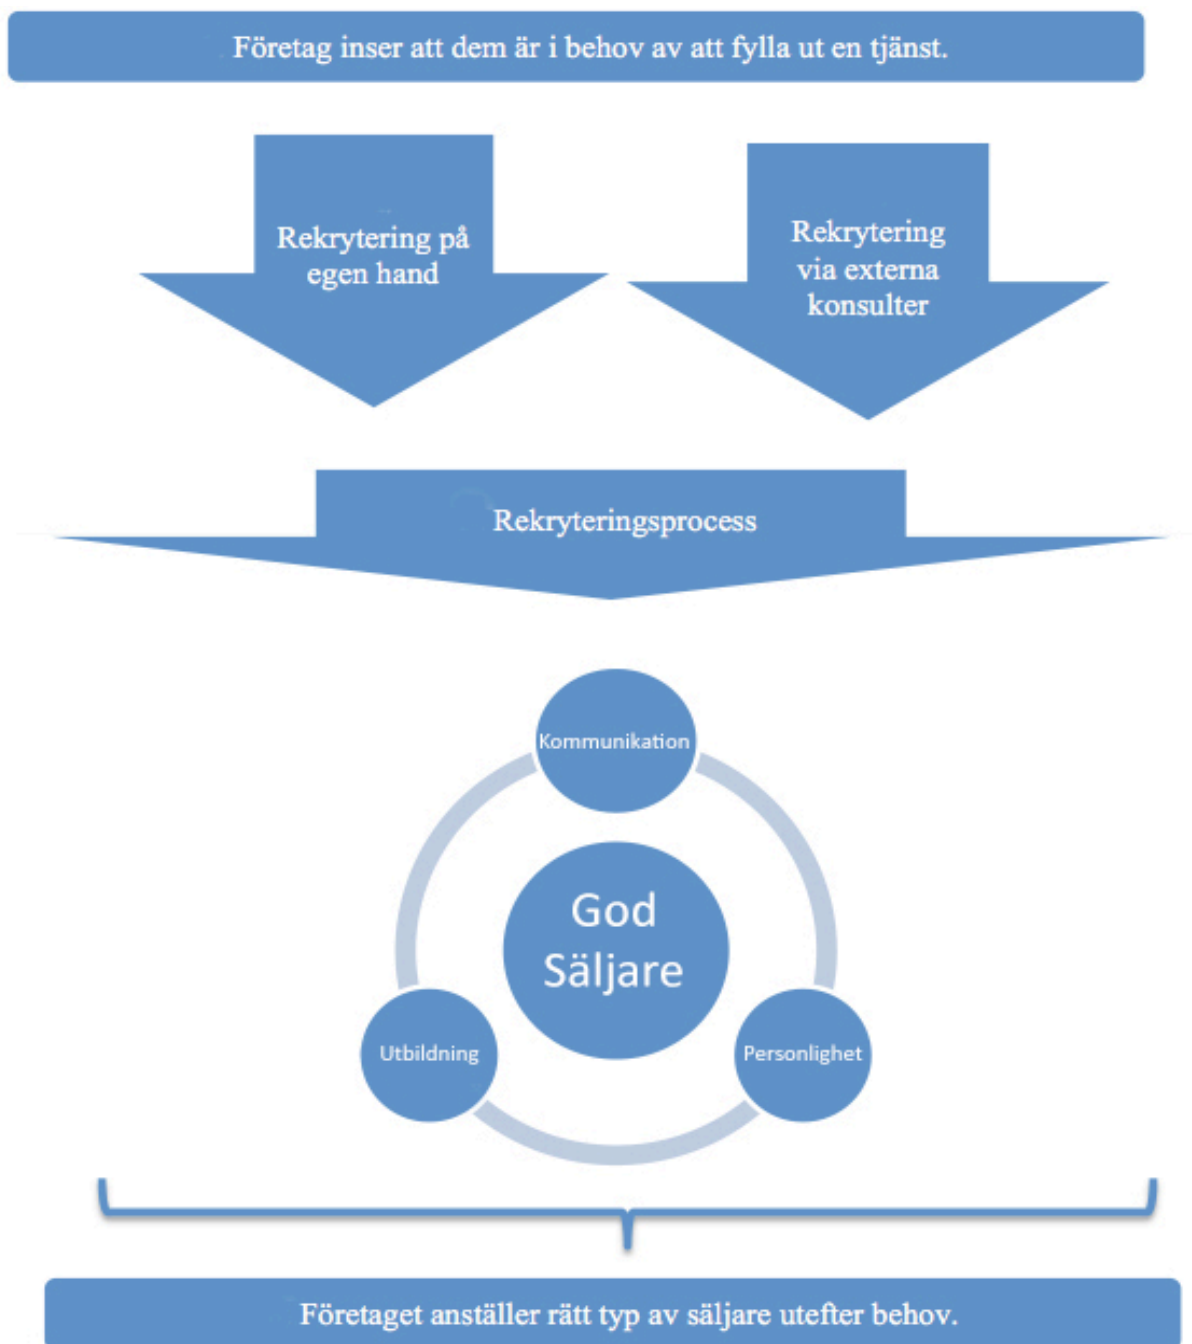 Företag inser att dem är i behov av att fylla ut en tjänst.
Rekrytering på
egen hand
Rekrytering
via externa
konsulter
Rekryteringsprocess
Kommunikation
God
Säljare
Utbildning
Personlighet
Företaget anställer rätt typ av säljare utefter behov.